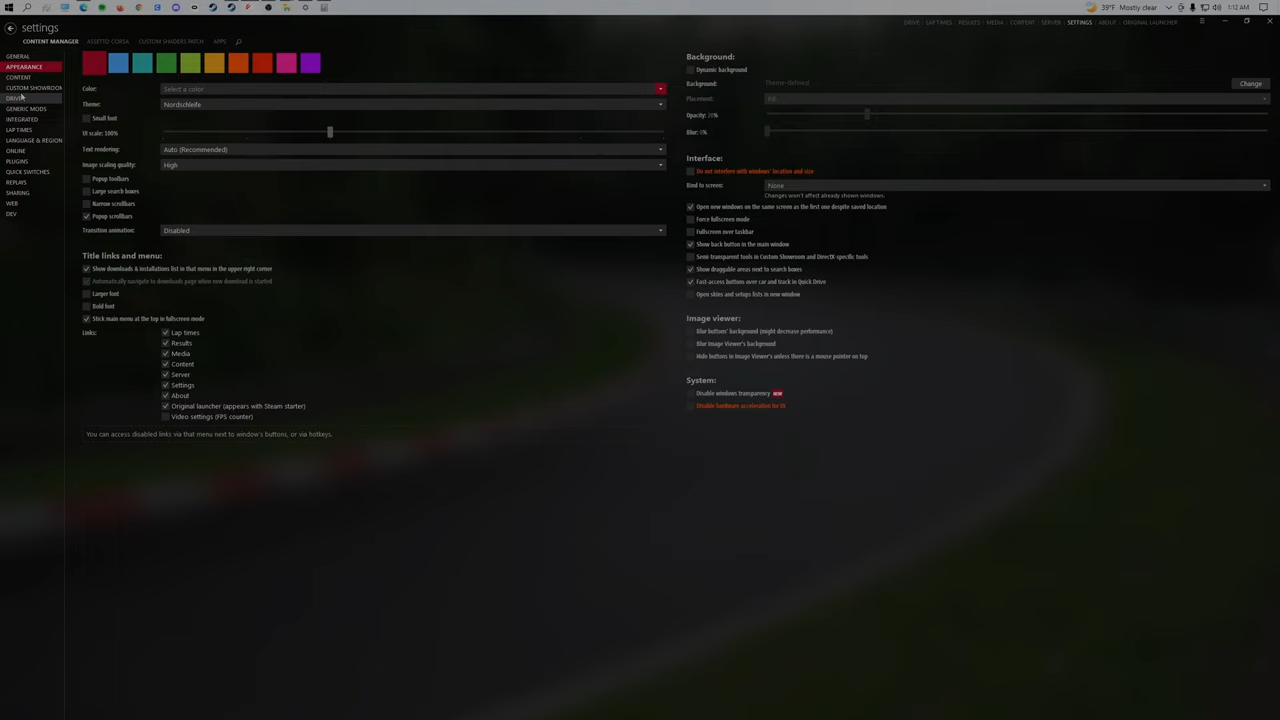 39°F Mostly clear
1:12 AM
settings
DRIVE | LAP TIMES | RESULTS | MEDIA | CONTENT | SERVER | SETTINGS | ABOUT | ORIGINAL LAUNCHER
CONTENT MANAGER ASSETTO CORSA CUSTOM SHADERS PATCH APPS
GENERAL
APPEARANCE
CONTENT
CUSTOM SHOWROOM
DRIVE
GENERIC MODS
INTEGRATED
LAP TIMES
LANGUAGE & REGION
ONLINE
PLUGINS
QUICK SWITCHES
REPLAYS
SHARING
WEB
DEV
Color: Select a color
Theme: Nordschleife
Small font
UI scale: 100%
Text rendering: Auto (Recommended)
Image scaling quality: High
Popup toolbars
Large search boxes
Narrow scrollbars
Popup scrollbars
Transition animation: Disabled
Title links and menu:
Show downloads & installations list in that menu in the upper right corner
Automatically navigate to downloads page when new download is started
Larger font
Bold font
Stick main menu at the top in fullscreen mode
Links: Lap times
Results
Media
Content
Server
Settings
About
Original launcher (appears with Steam starter)
Video settings (FPS counter)
You can access disabled links via that menu next to window's buttons, or via hotkeys.
Background:
Dynamic background
Background: Theme-defined Change
Placement: Fill
Opacity: 20%
Blur: 0%
Interface:
Do not interfere with windows' location and size
Bind to screen: None
Changes won't affect already shown windows.
Open new windows on the same screen as the first one despite saved location
Force fullscreen mode
Fullscreen over taskbar
Show back button in the main window
Semi-transparent tools in Custom Showroom and DirectX-specific tools
Show draggable areas next to search boxes
Fast-access buttons over car and track in Quick Drive
Open skins and setups lists in new window
Image viewer:
Blur buttons' background (might decrease performance)
Blur Image Viewer's background
Hide buttons in Image Viewer's unless there is a mouse pointer on top
System:
Disable windows transparency NEW
Disable hardware acceleration for UI